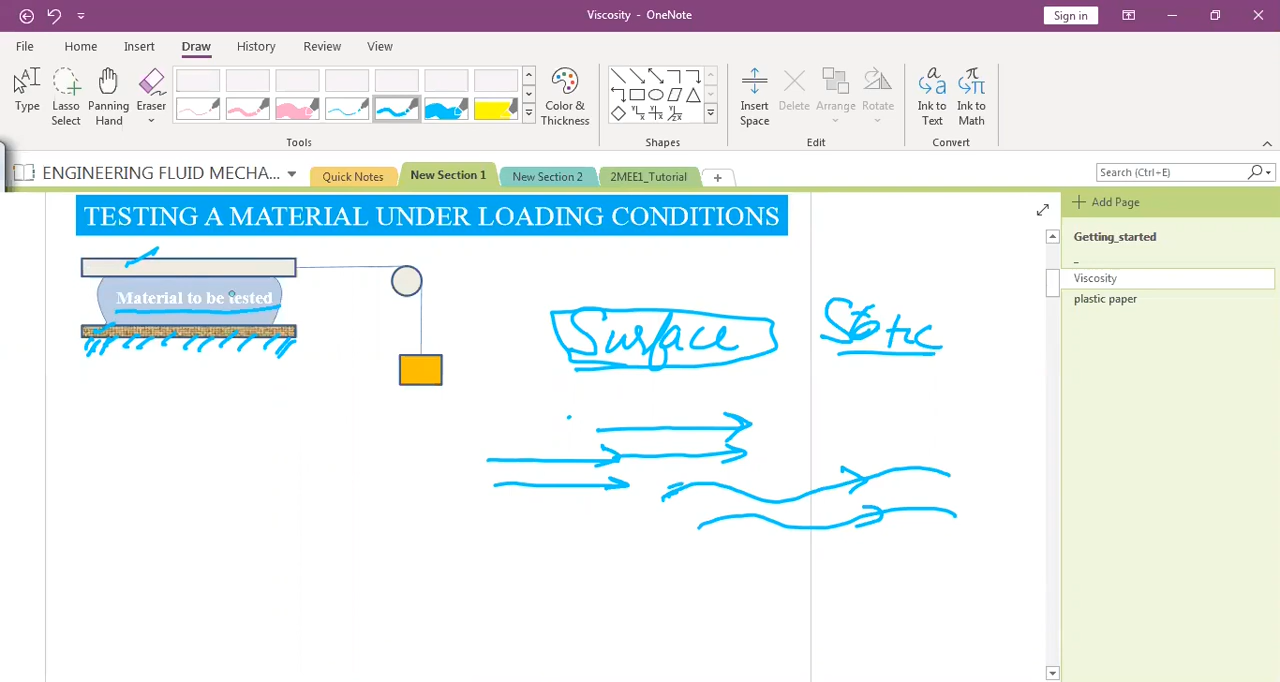 Viscosity - OneNote
Sign in
File Home Insert Draw History Review View
Type
Lasso Select
Panning Hand
Eraser
Color & Thickness
Insert Space
Delete
Arrange
Rotate
Ink to Text
Ink to Math
Tools
Shapes
Edit
Convert
ENGINEERING FLUID MECHA...
Quick Notes
New Section 1
New Section 2
2MEE1_Tutorial
Search (Ctrl+E)
TESTING A MATERIAL UNDER LOADING CONDITIONS
Add Page
Getting_started
Viscosity
plastic paper
Material to be tested
Surface
Static